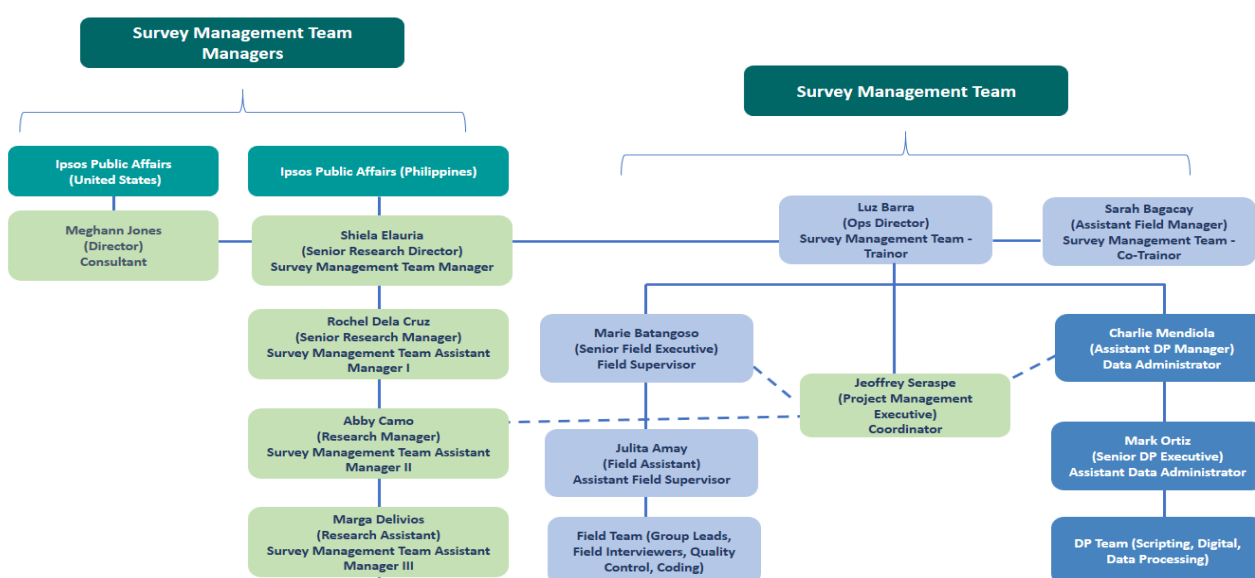 Survey Management Team
Managers
Survey Management Team
Ipsos Public Affairs
(United States)
Ipsos Public Affairs (Philippines)
Meghann Jones
(Director)
Consultant
Shiela Elauria
(Senior Research Director)
Survey Management Team Manager
Luz Barra
(Ops Director)
Survey Management Team -
Trainor
Sarah Bagacay
(Assistant Field Manager)
Survey Management Team -
Co-Trainor
Rochel Dela Cruz
(Senior Research Manager)
Survey Management Team Assistant
Manager I
Marie Batangoso
(Senior Field Executive)
Field Supervisor
Jeoffrey Seraspe
(Project Management
Executive)
Coordinator
Charlie Mendiola
(Assistant DP Manager)
Data Administrator
Abby Camo
(Research Manager)
Survey Management Team Assistant
Manager II
Julita Amay
(Field Assistant)
Assistant Field Supervisor
Mark Ortiz
(Senior DP Executive)
Assistant Data Administrator
Marga Delivios
(Research Assistant)
Survey Management Team Assistant
Manager III
Field Team (Group Leads,
Field Interviewers, Quality
Control, Coding)
DP Team (Scripting, Digital,
Data Processing)